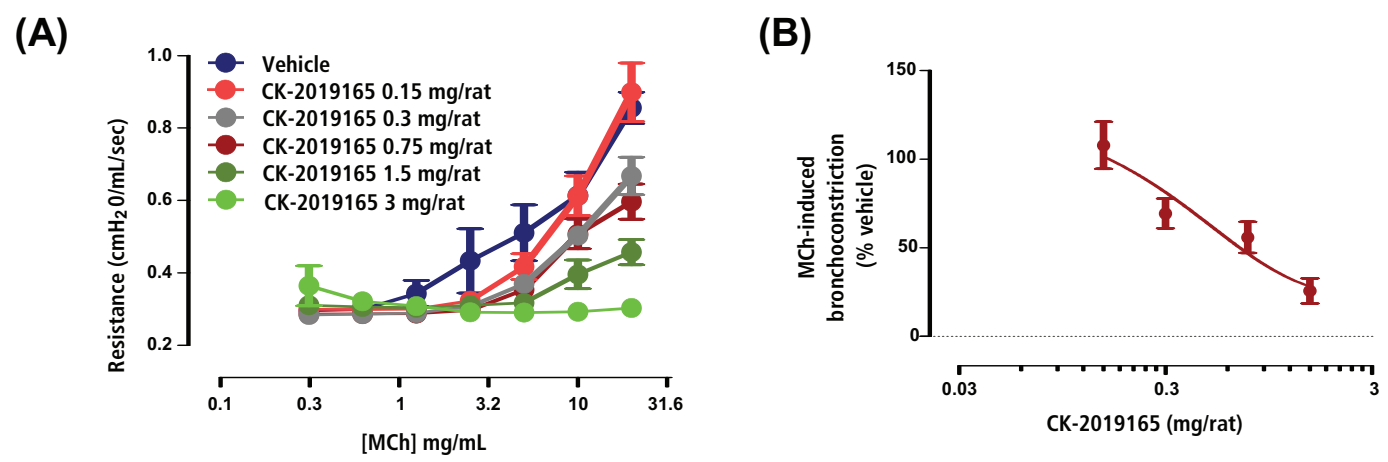 (A)
1.0
0.8
0.6
0.4
0.2
Resistance (cmH2 0/mL/sec)
Vehicle
CK-2019165 0.15 mg/rat
CK-2019165 0.3 mg/rat
CK-2019165 0.75 mg/rat
CK-2019165 1.5 mg/rat
CK-2019165 3 mg/rat
0.1 0.3 1 3.2 10 31.6
[MCh] mg/mL
(B)
150
100
50
0
MCh-induced
bronchoconstriction
(% vehicle)
0.03 0.3 3
CK-2019165 (mg/rat)